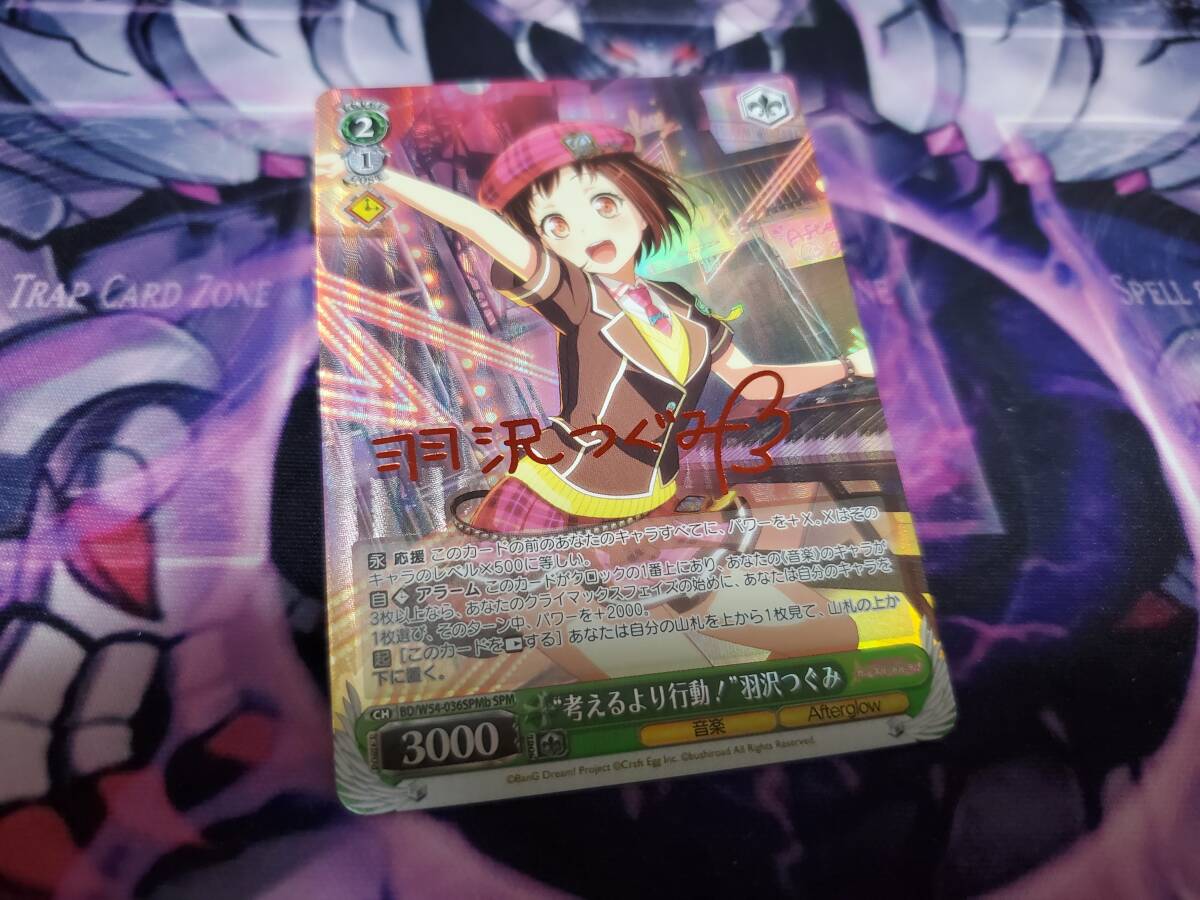 2
1
TRAP CARD ZONE
SPELL
羽沢つぐみ
永 応援 このカードの前のあなたのキャラすべてに、パワーを+X。Xはその
キャラのレベル×500に等しい。
自 アラーム このカードがクロックの1番上にあり、あなたの《音楽》のキャラが
3枚以上なら、あなたのクライマックスフェイズの始めに、あなたは自分のキャラを
1枚選び、そのターン中、パワーを+2000。
起 [このカードを する] あなたは自分の山札を上から1枚見て、山札の上か
下に置く。
CH BD/W54-036SPMb SPM
"考えるより行動!" 羽沢つぐみ
3000
音楽 Afterglow
©BanG Dream! Project ©Craft Egg Inc. ©bushiroad All Rights Reserved.